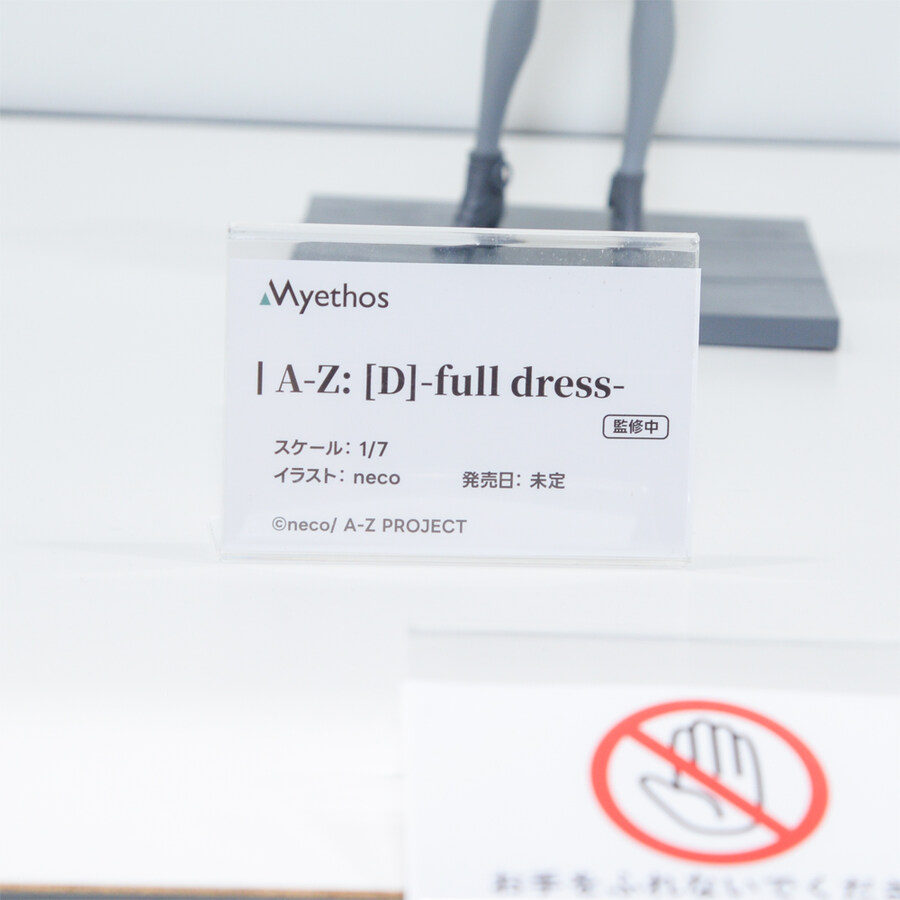 Myethos
A-Z: [D]-full dress-
監修中
スケール: 1/7
イラスト: neco　発売日: 未定
©neco/ A-Z PROJECT
お手をふれないでくださ